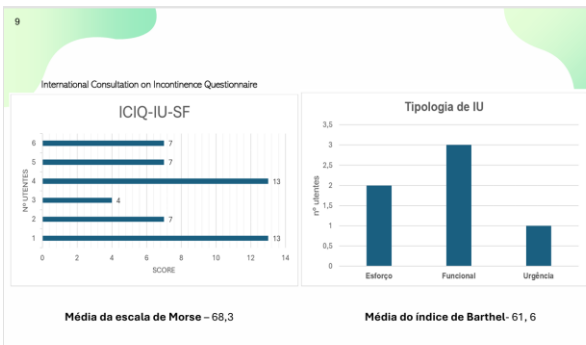 9
International Consultation on Incontinence Questionnaire
ICIQ-IU-SF
Nº UTENTES
6 7
5 7
4 13
3 4
2 7
1 13
0 2 4 6 8 10 12 14
SCORE
Tipologia de IU
nº utentes
3,5
3
2,5
2
1,5
1
0,5
0
Esforço Funcional Urgência
Média da escala de Morse – 68,3
Média do índice de Barthel- 61, 6